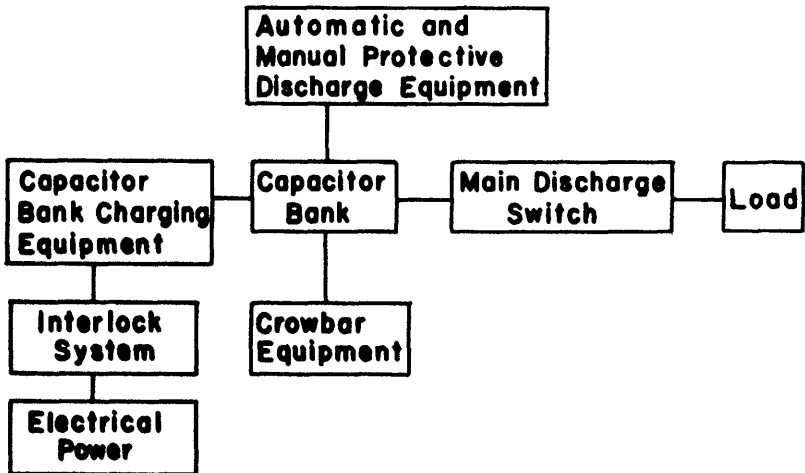 Automatic and
Manual Protective
Discharge Equipment
Capacitor
Bank Charging
Equipment
Capacitor
Bank
Main Discharge
Switch
Load
Interlock
System
Crowbar
Equipment
Electrical
Power